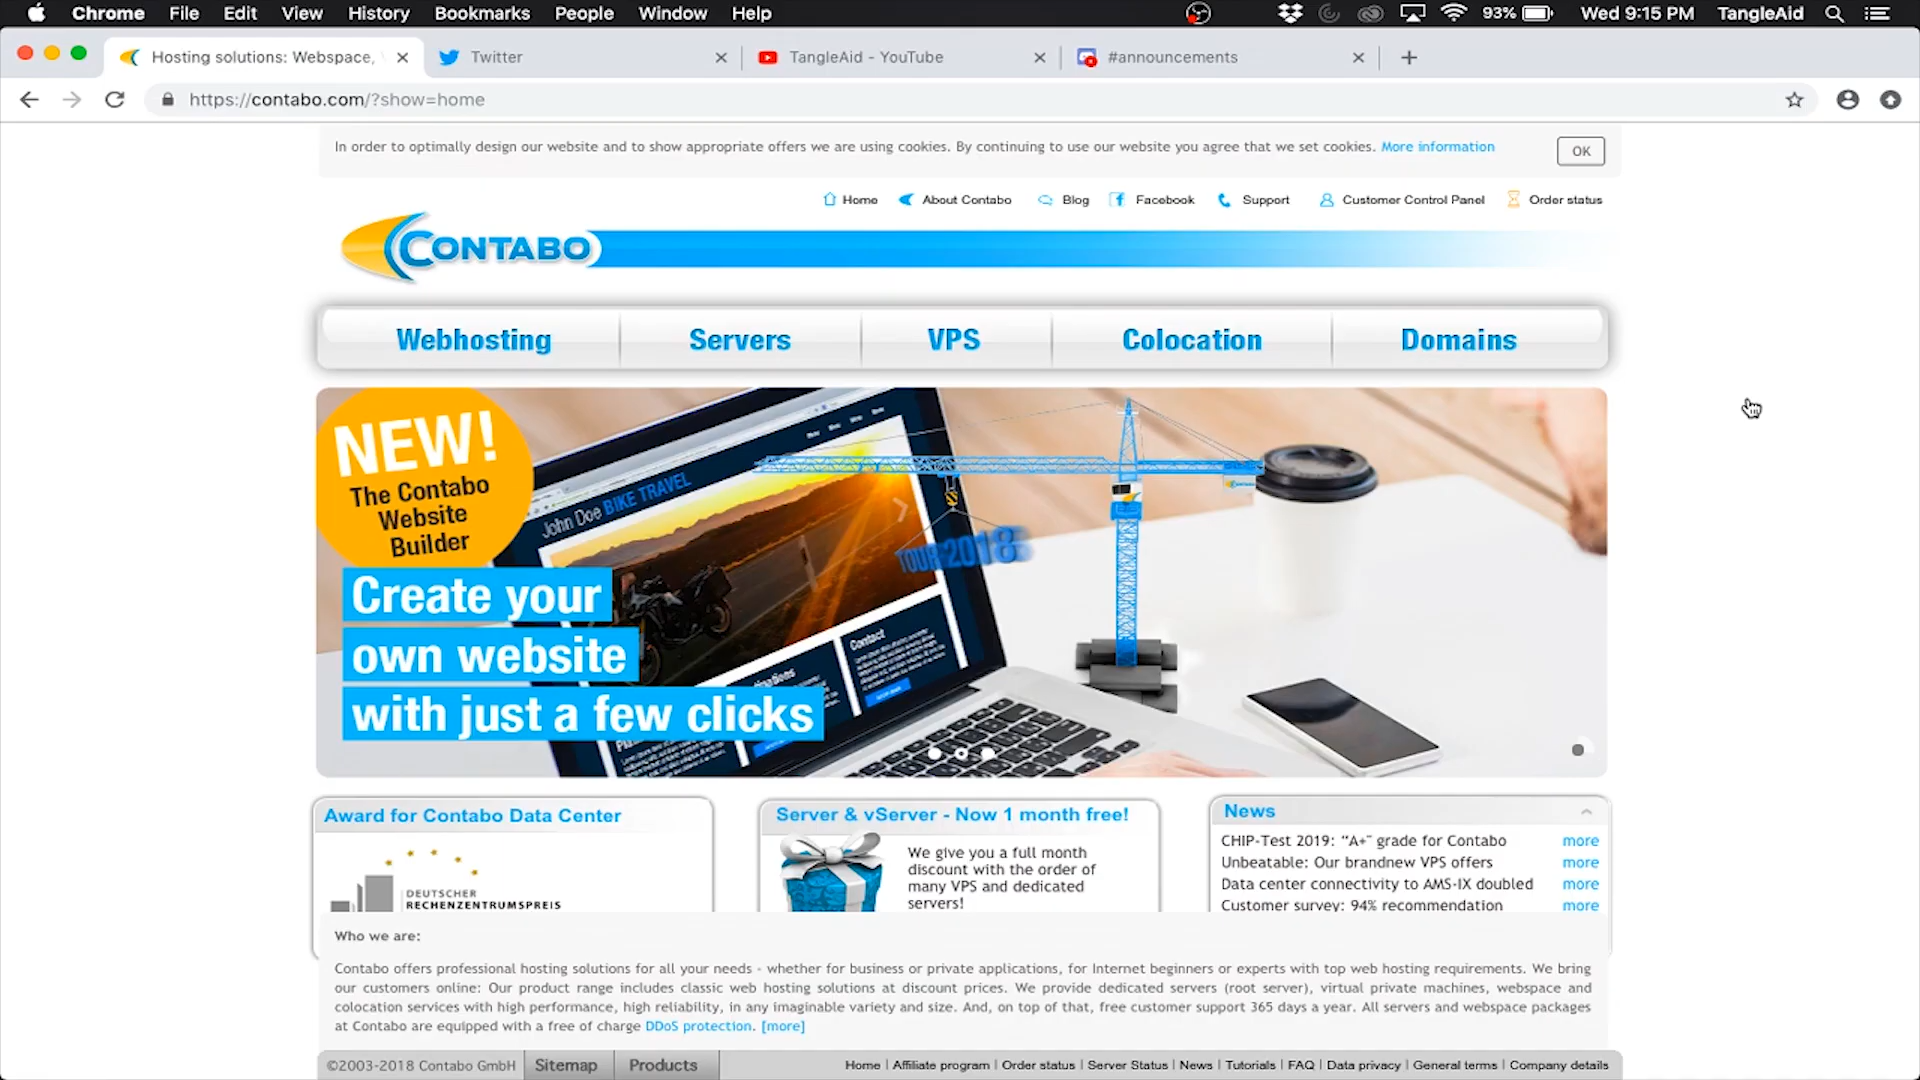 Chrome File Edit View History Bookmarks People Window Help 93% Wed 9:15 PM TangleAid
Hosting solutions: Webspace, Twitter TangleAid - YouTube #announcements
https://contabo.com/?show=home
In order to optimally design our website and to show appropriate offers we are using cookies. By continuing to use our website you agree that we set cookies. More information OK
Home About Contabo Blog Facebook Support Customer Control Panel Order status
CONTABO
Webhosting Servers VPS Colocation Domains
NEW!
The Contabo
Website
Builder
John Doe BIKE TRAVEL
TOUR 2018
Contact
Create your
own website
with just a few clicks
Award for Contabo Data Center
DEUTSCHER
RECHENZENTRUMSPREIS
Server & vServer - Now 1 month free!
We give you a full month
discount with the order of
many VPS and dedicated
servers!
News
CHIP-Test 2019: “A+” grade for Contabo more
Unbeatable: Our brandnew VPS offers more
Data center connectivity to AMS-IX doubled more
Customer survey: 94% recommendation more
Who we are:
Contabo offers professional hosting solutions for all your needs - whether for business or private applications, for Internet beginners or experts with top web hosting requirements. We bring
our customers online: Our product range includes classic web hosting solutions at discount prices. We provide dedicated servers (root server), virtual private machines, webspace and
colocation services with high performance, high reliability, in any imaginable variety and size. And, on top of that, free customer support 365 days a year. All servers and webspace packages
at Contabo are equipped with a free of charge DDoS protection. [more]
©2003-2018 Contabo GmbH Sitemap Products Home | Affiliate program | Order status | Server Status | News | Tutorials | FAQ | Data privacy | General terms | Company details